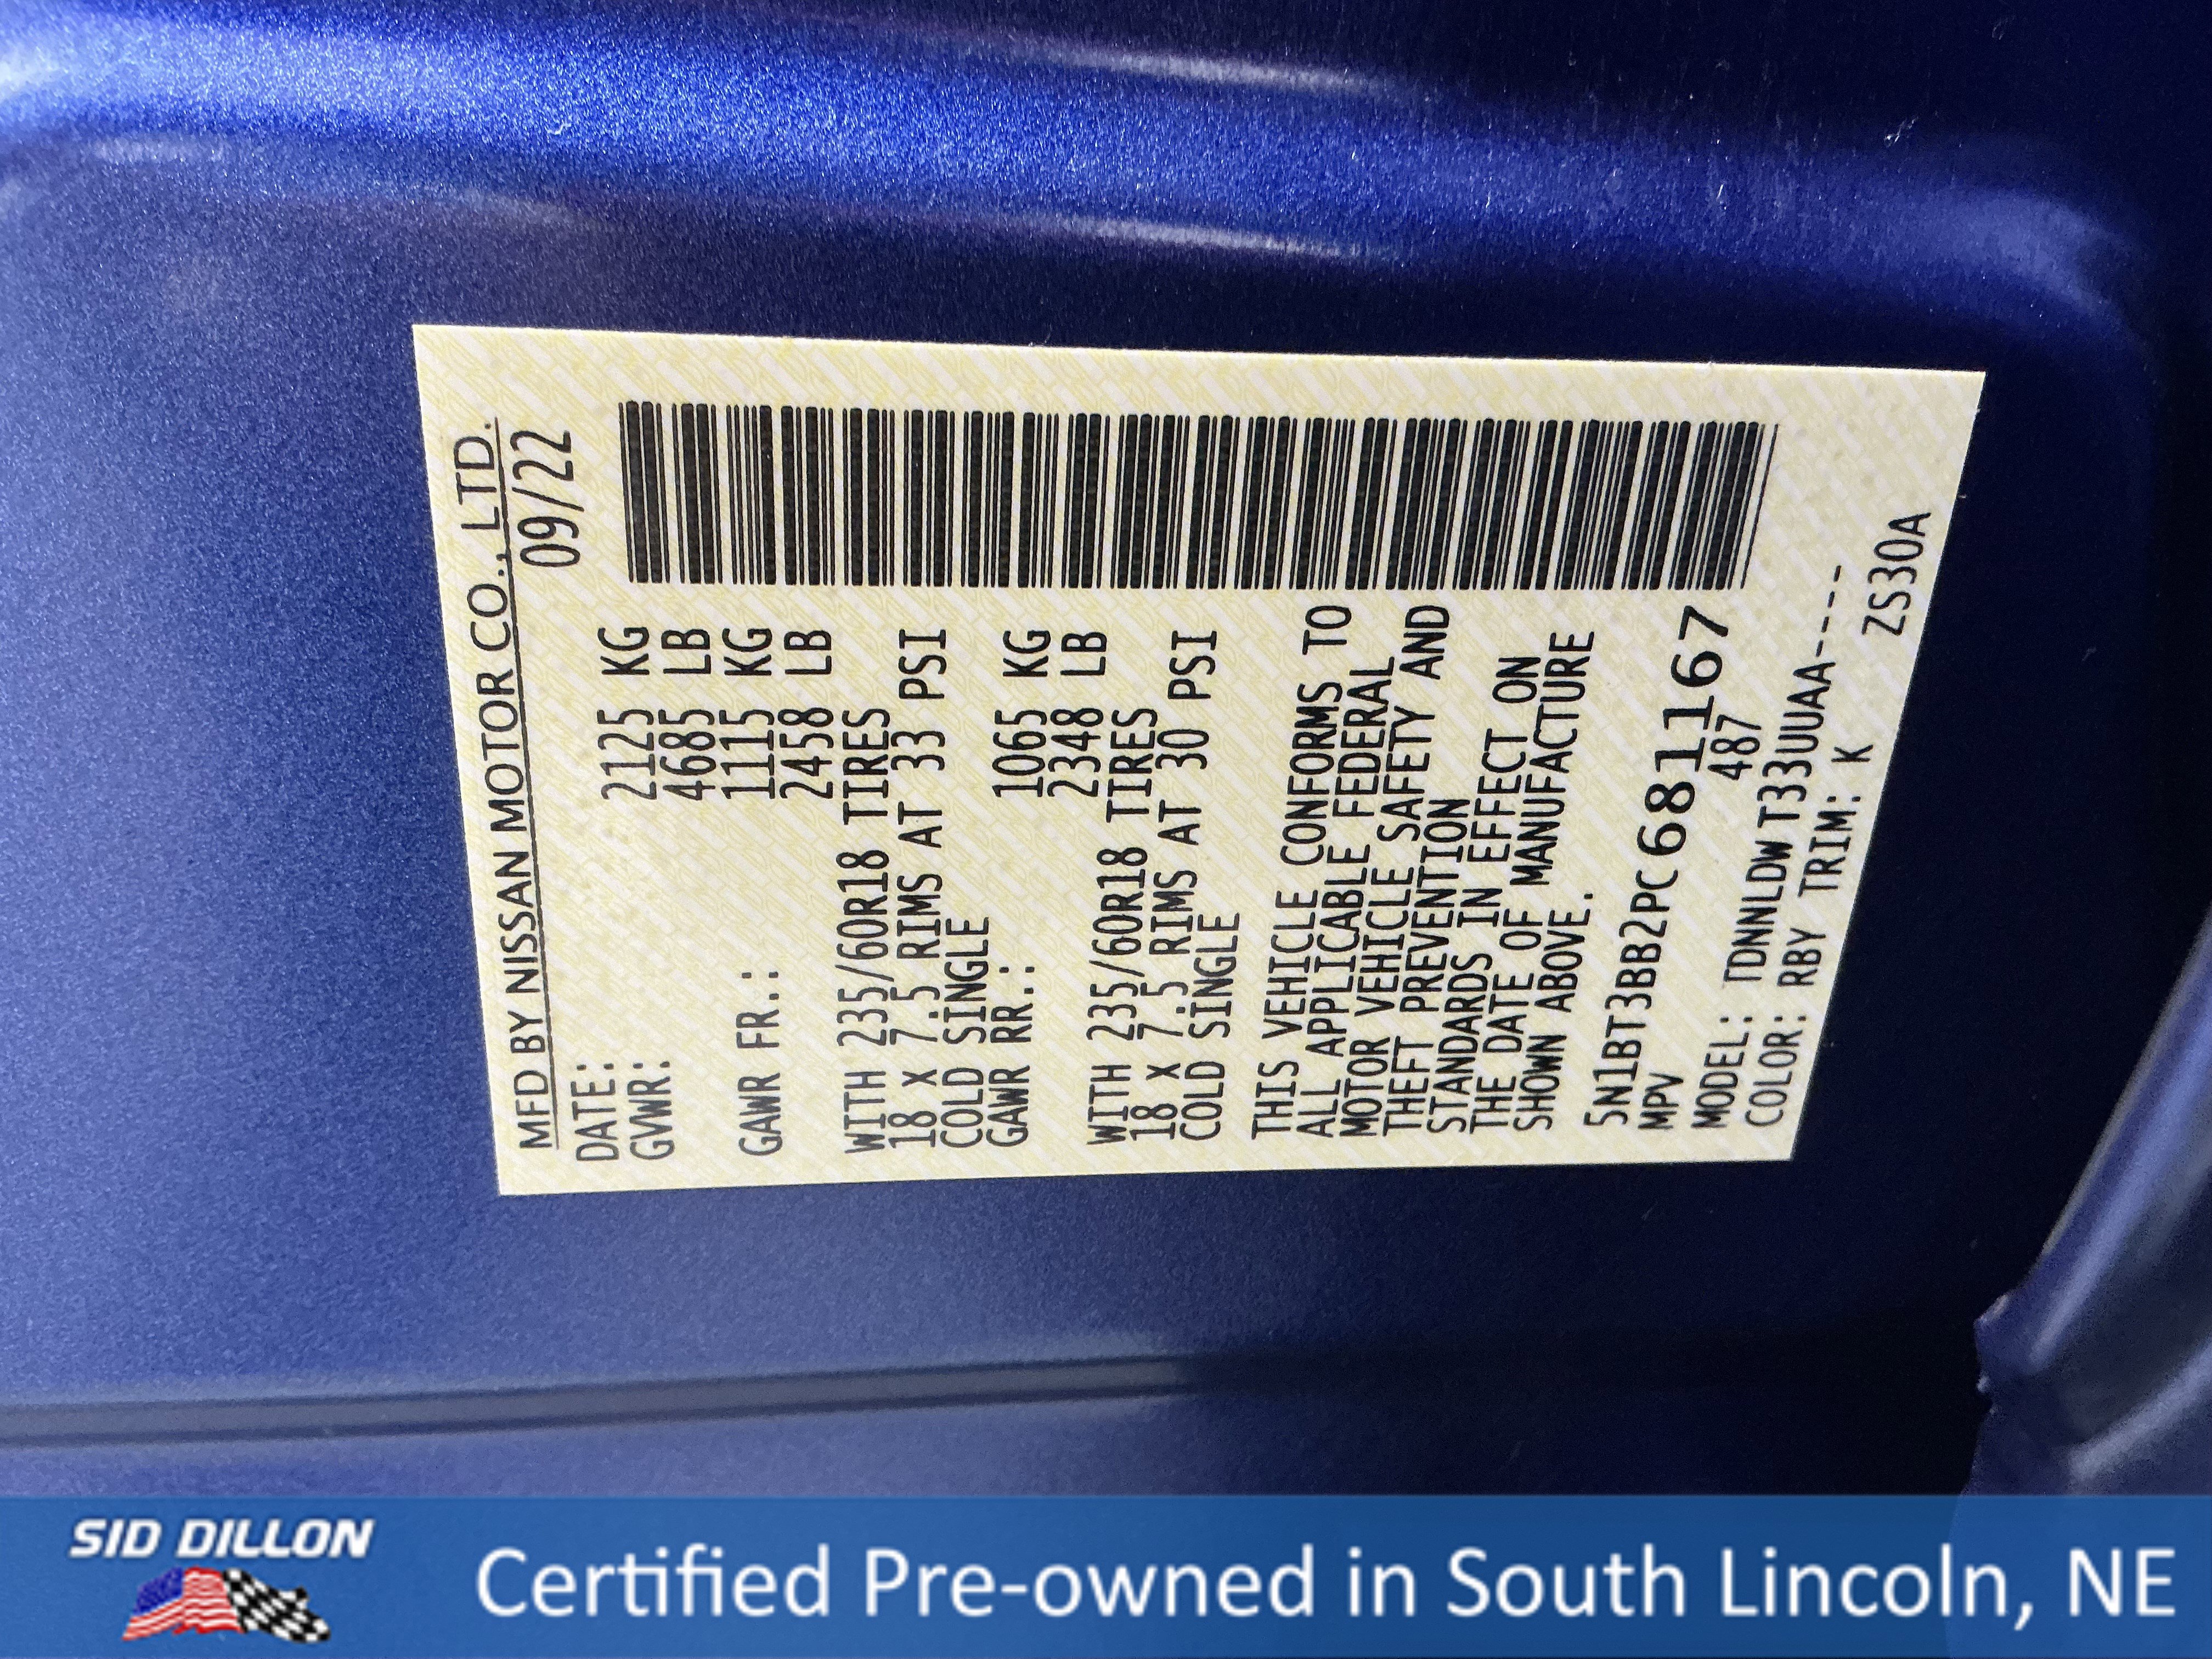 MFD BY NISSAN MOTOR CO., LTD.
DATE: 09/22
GVWR: 2125 KG
4685 LB
GAWR FR.: 1115 KG
2458 LB
WITH 235/60R18 TIRES
18 X 7.5 RIMS AT 33 PSI
COLD SINGLE
GAWR RR.: 1065 KG
2348 LB
WITH 235/60R18 TIRES
18 X 7.5 RIMS AT 30 PSI
COLD SINGLE
THIS VEHICLE CONFORMS TO
ALL APPLICABLE FEDERAL
MOTOR VEHICLE SAFETY AND
THEFT PREVENTION
STANDARDS IN EFFECT ON
THE DATE OF MANUFACTURE
SHOWN ABOVE.
5N1BT3BB2PC681167
MPV 487
MODEL: TDNNLDWT33UUAA-----
COLOR: RBY TRIM: K ZS30A
SID DILLON
Certified Pre-owned in South Lincoln, NE